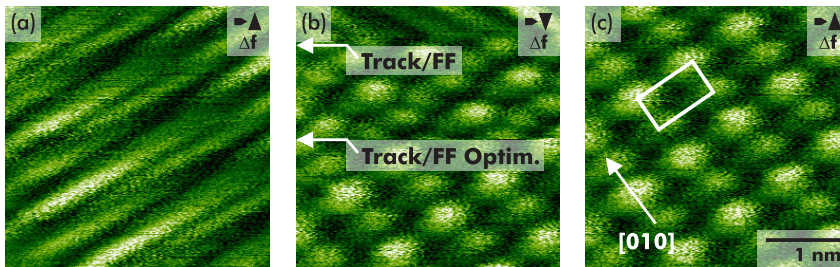 (a)
Δf
(b)
Δf
Track/FF
Track/FF Optim.
(c)
Δf
[010]
1 nm